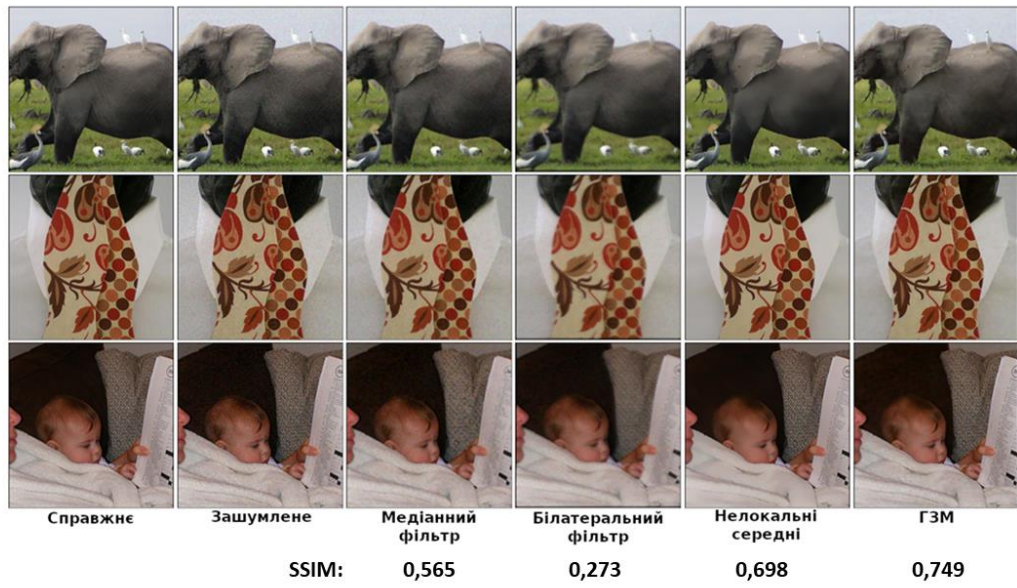 Справжнє Зашумлене Медіанний фільтр Білатеральний фільтр Нелокальні середні ГЗМ
SSIM: 0,565 0,273 0,698 0,749